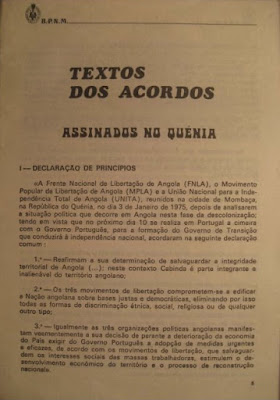 B.P.N.M.
TEXTOS
DOS ACORDOS
ASSINADOS NO QUÉNIA
I — DECLARAÇÃO DE PRINCÍPIOS
«A Frente Nacional de Libertação de Angola (FNLA), o Movimento
Popular de Libertação de Angola (MPLA) e a União Nacional para a Inde-
pendência Total de Angola (UNITA), reunidos na cidade de Mombaça,
na República do Quénia, no dia 3 de Janeiro de 1975, depois de analisarem
a situação política que decorre em Angola nesta fase da descolonização;
tendo em vista que no próximo dia 10 se realiza em Portugal a cimeira
com o Governo Português, para a formação do Governo de Transição
que conduzirá à independência nacional, acordaram na seguinte declaração
comum:
1.ª — Reafirmam a sua determinação de salvaguardar a integridade
territorial de Angola (...); neste contexto Cabinda é parte integrante e
inalienável do território angolano;
2.ª — Os três movimentos de libertação comprometem-se a edificar
a Nação angolana sobre bases justas e democráticas, eliminando por isso
todas as formas de discriminação étnica, social, religiosa ou de qualquer
outro tipo;
3.ª — Igualmente as três organizações políticas angolanas manifes-
tam veementemente a sua decisão de perante a deterioração da economia
do País exigir do Governo Português a adopção de medidas urgentes
e eficazes, de acordo com os movimentos de libertação, que salvaguar-
dem os interesses sociais das massas trabalhadoras, estimulem o de-
senvolvimento económico do território e o processo de reconstrução
nacional.